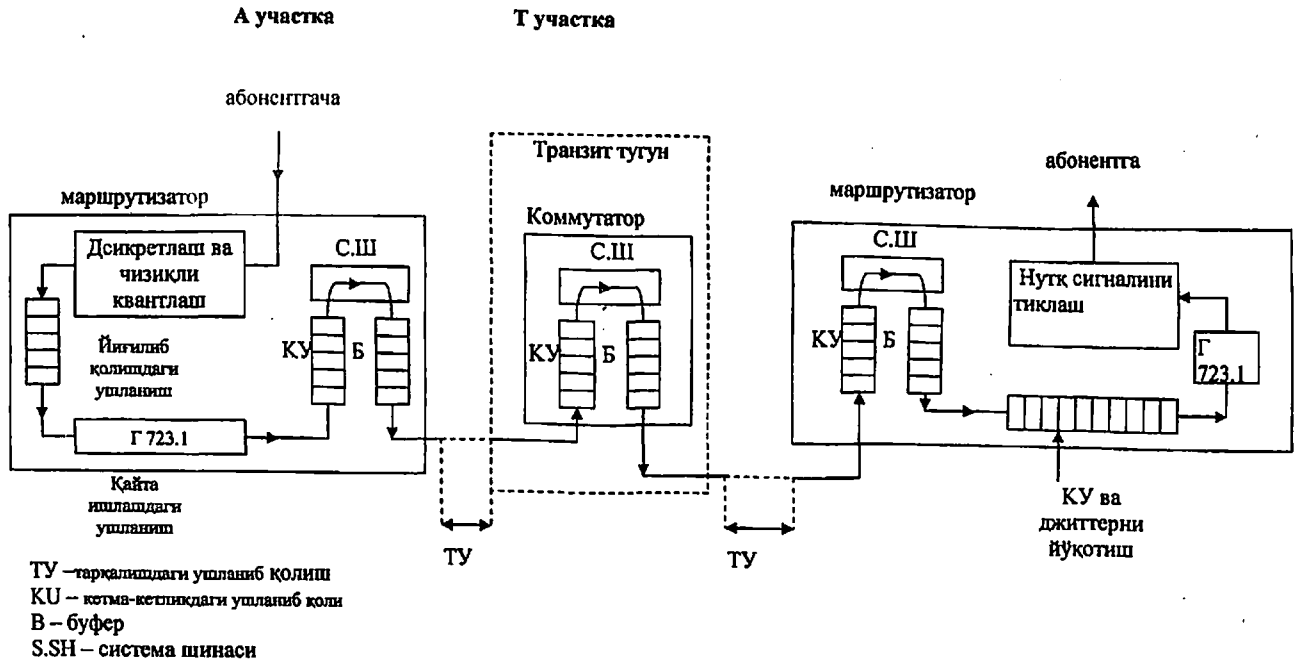 А участка
Т участка
абонентгача
маршрутизатор
Дсикретлаш ва
чизиқли
квантлаш
С.Ш
Йиғилиб
қолишдаги
ушланиш
КУ
Б
Г 723.1
Қайта
ишлашдаги
ушланиш
ТУ
Транзит тугун
Коммутатор
С.Ш
КУ
Б
ТУ
абонентга
маршрутизатор
С.Ш
КУ
Б
Нутқ сигналини
тиклаш
Г
723.1
КУ ва
джиттерни
йўқотиш
ТУ –тарқалишдаги ушланиб қолиш
KU – кетма-кетликдаги ушланиб қоли
B – буфер
S.SH – система шинаси